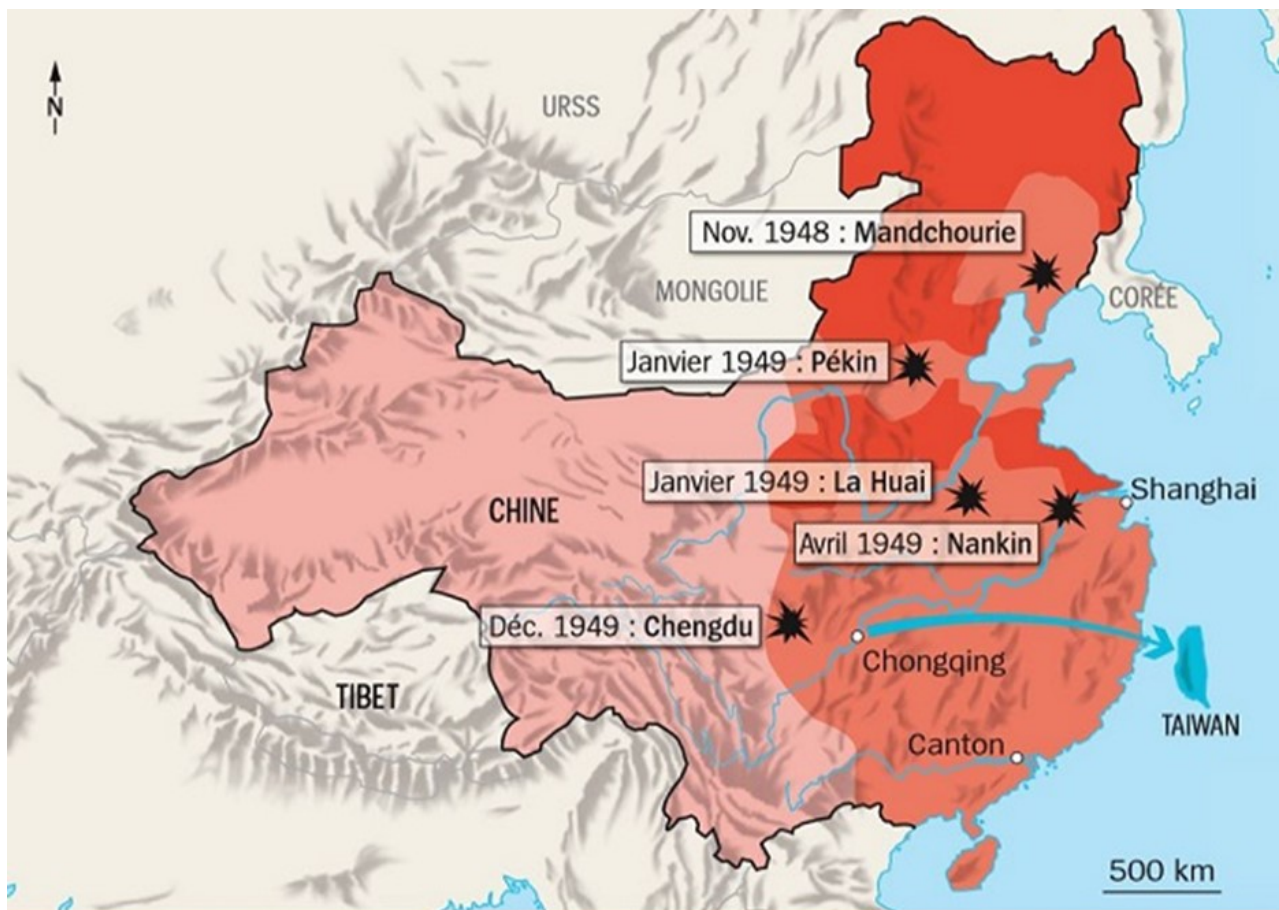 N
URSS
Nov. 1948 : Mandchourie
MONGOLIE
CORÉE
Janvier 1949 : Pékin
Janvier 1949 : La Huai
Shanghai
CHINE
Avril 1949 : Nankin
Déc. 1949 : Chengdu
Chongqing
TIBET
TAIWAN
Canton
500 km